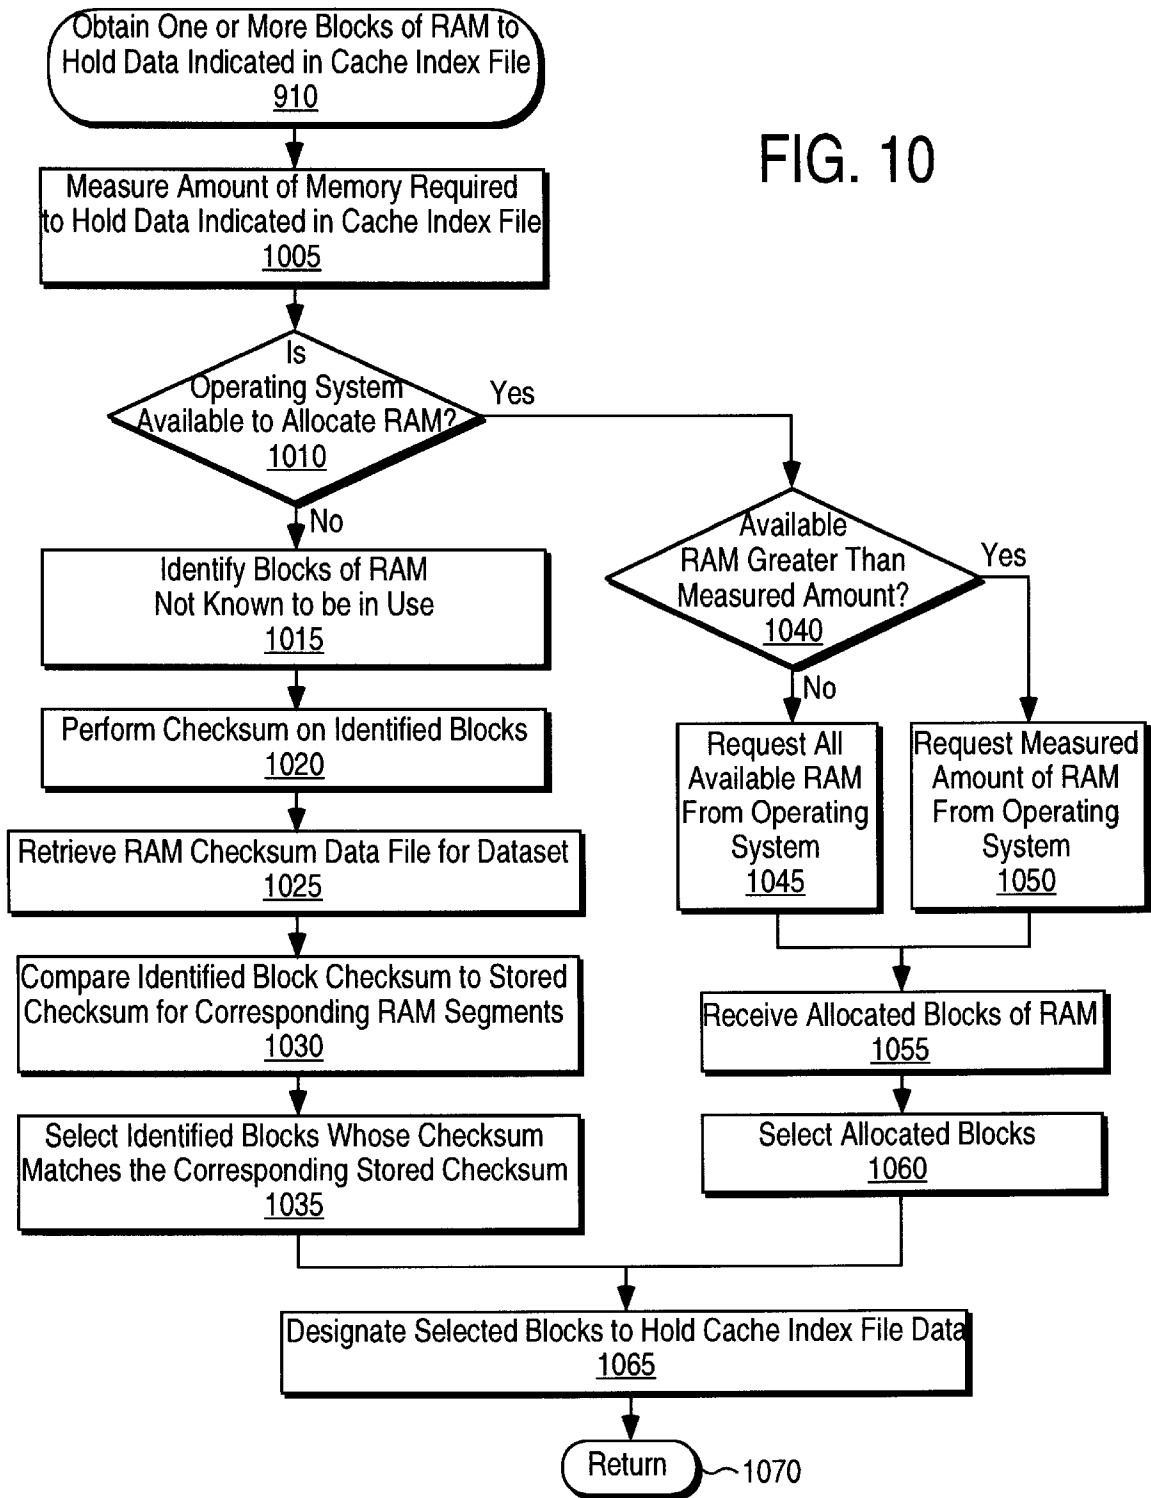 Obtain One or More Blocks of RAM to
Hold Data Indicated in Cache Index File
910
FIG. 10
Measure Amount of Memory Required
to Hold Data Indicated in Cache Index File
1005
Is
Operating System
Available to Allocate RAM?
1010
Yes
No
Identify Blocks of RAM
Not Known to be in Use
1015
Perform Checksum on Identified Blocks
1020
Retrieve RAM Checksum Data File for Dataset
1025
Compare Identified Block Checksum to Stored
Checksum for Corresponding RAM Segments
1030
Select Identified Blocks Whose Checksum
Matches the Corresponding Stored Checksum
1035
Available
RAM Greater Than
Measured Amount?
1040
Yes
No
Request All
Available RAM
From Operating
System
1045
Request Measured
Amount of RAM
From Operating
System
1050
Receive Allocated Blocks of RAM
1055
Select Allocated Blocks
1060
Designate Selected Blocks to Hold Cache Index File Data
1065
Return
1070